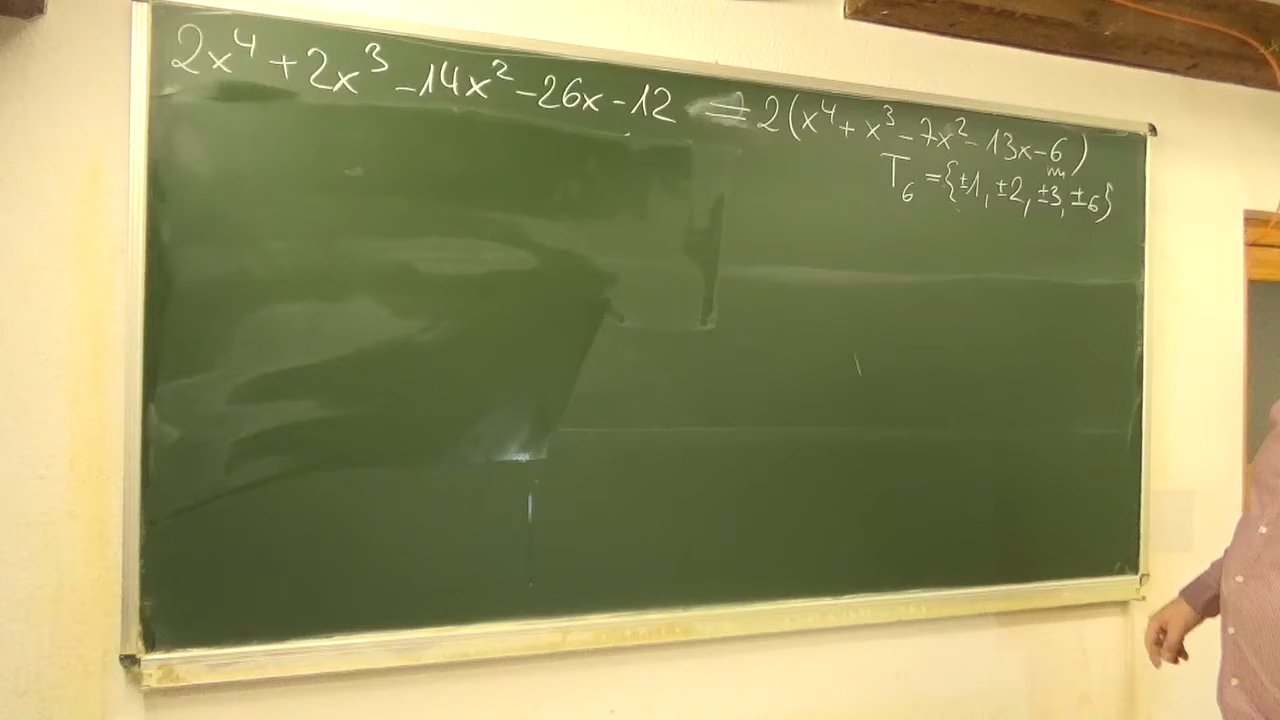 2x⁴ + 2x³ - 14x² - 26x - 12 = 2(x⁴ + x³ - 7x² - 13x - 6)
T₆ = {±1, ±2, ±3, ±6}